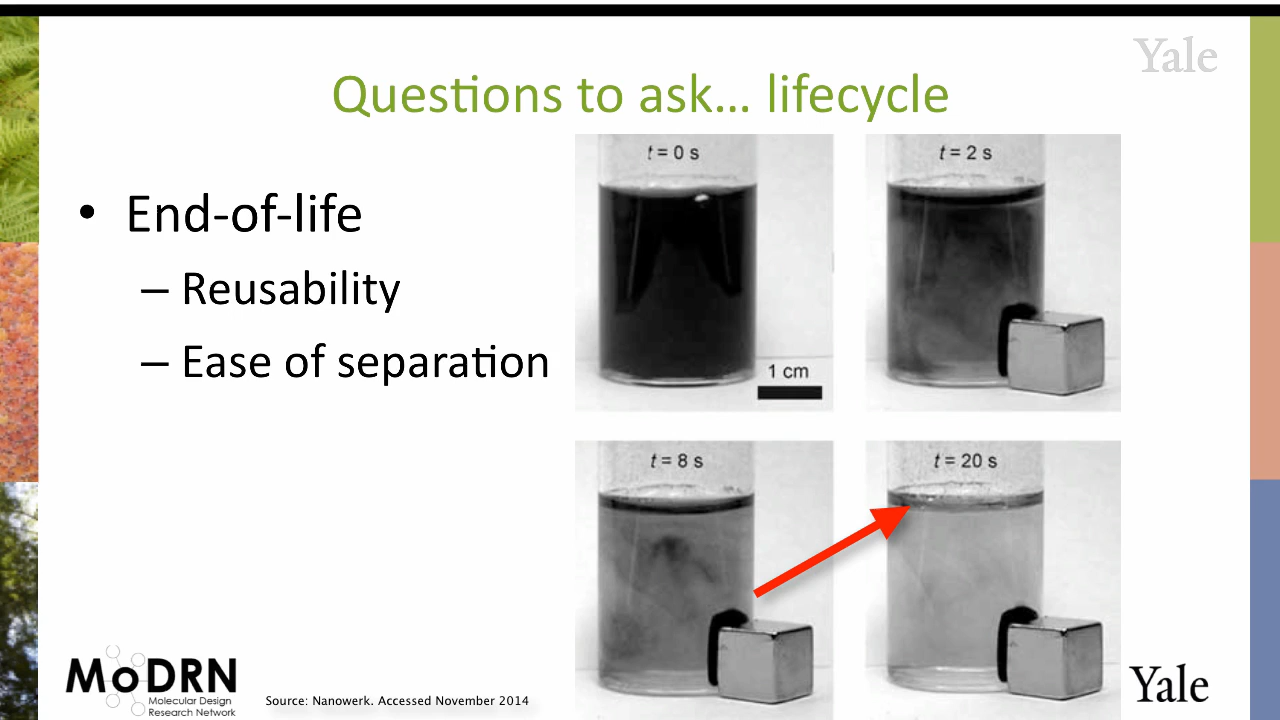 Yale
Questions to ask... lifecycle
• End-of-life
– Reusability
– Ease of separation
t = 0 s
t = 2 s
1 cm
t = 8 s
t = 20 s
MoDRN
Molecular Design
Research Network
Source: Nanowerk. Accessed November 2014
Yale